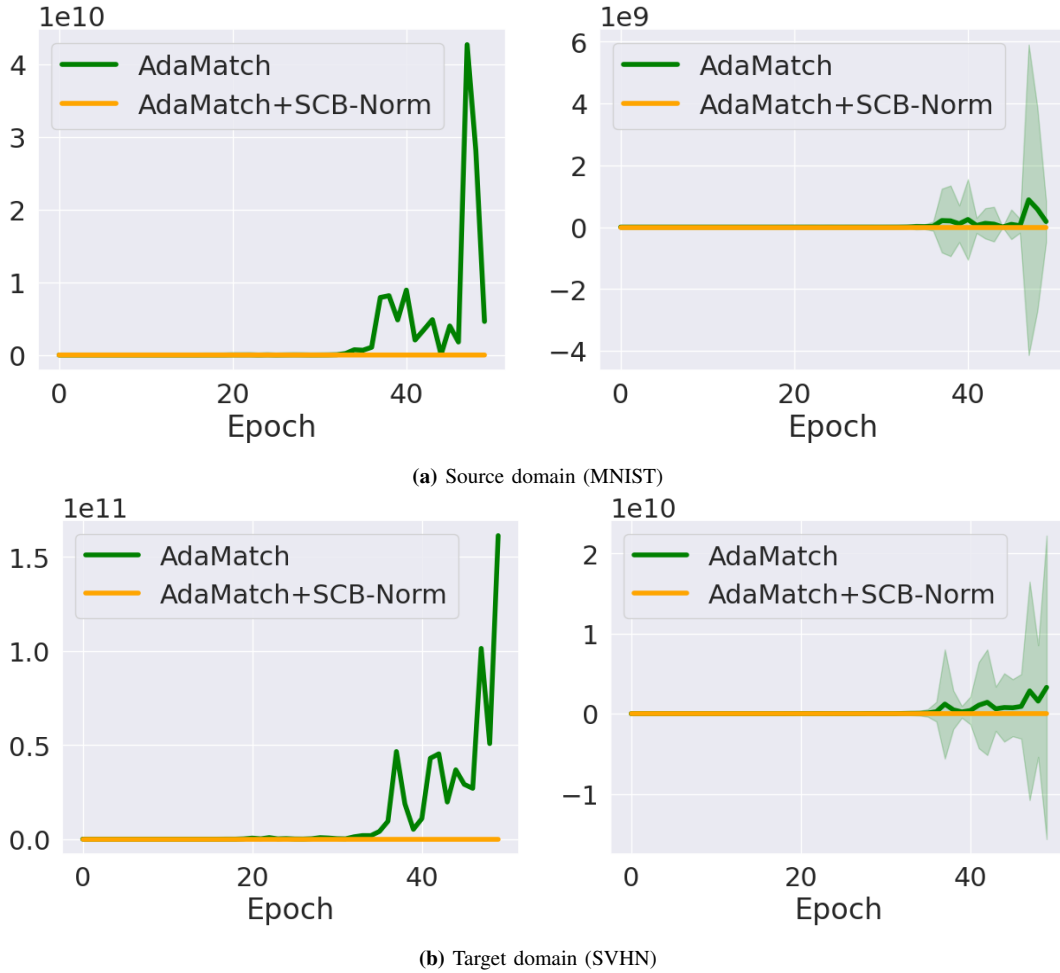 1e10
AdaMatch
AdaMatch+SCB-Norm
4
3
2
1
0
0 20 40
Epoch
1e9
AdaMatch
AdaMatch+SCB-Norm
6
4
2
0
−2
−4
0 20 40
Epoch
(a) Source domain (MNIST)
1e11
AdaMatch
AdaMatch+SCB-Norm
1.5
1.0
0.5
0.0
0 20 40
Epoch
1e10
AdaMatch
AdaMatch+SCB-Norm
2
1
0
−1
0 20 40
Epoch
(b) Target domain (SVHN)